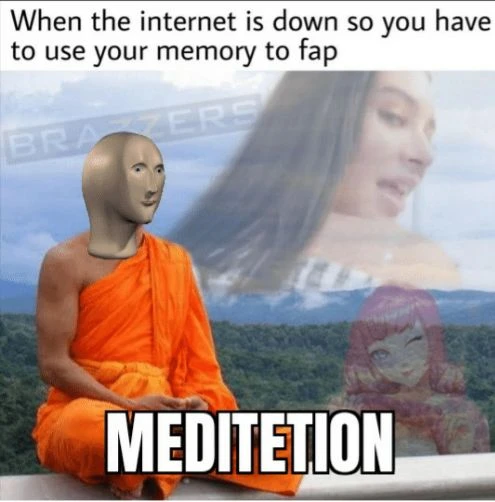 When the internet is down so you have
to use your memory to fap
BRAZZERS
MEDITETION